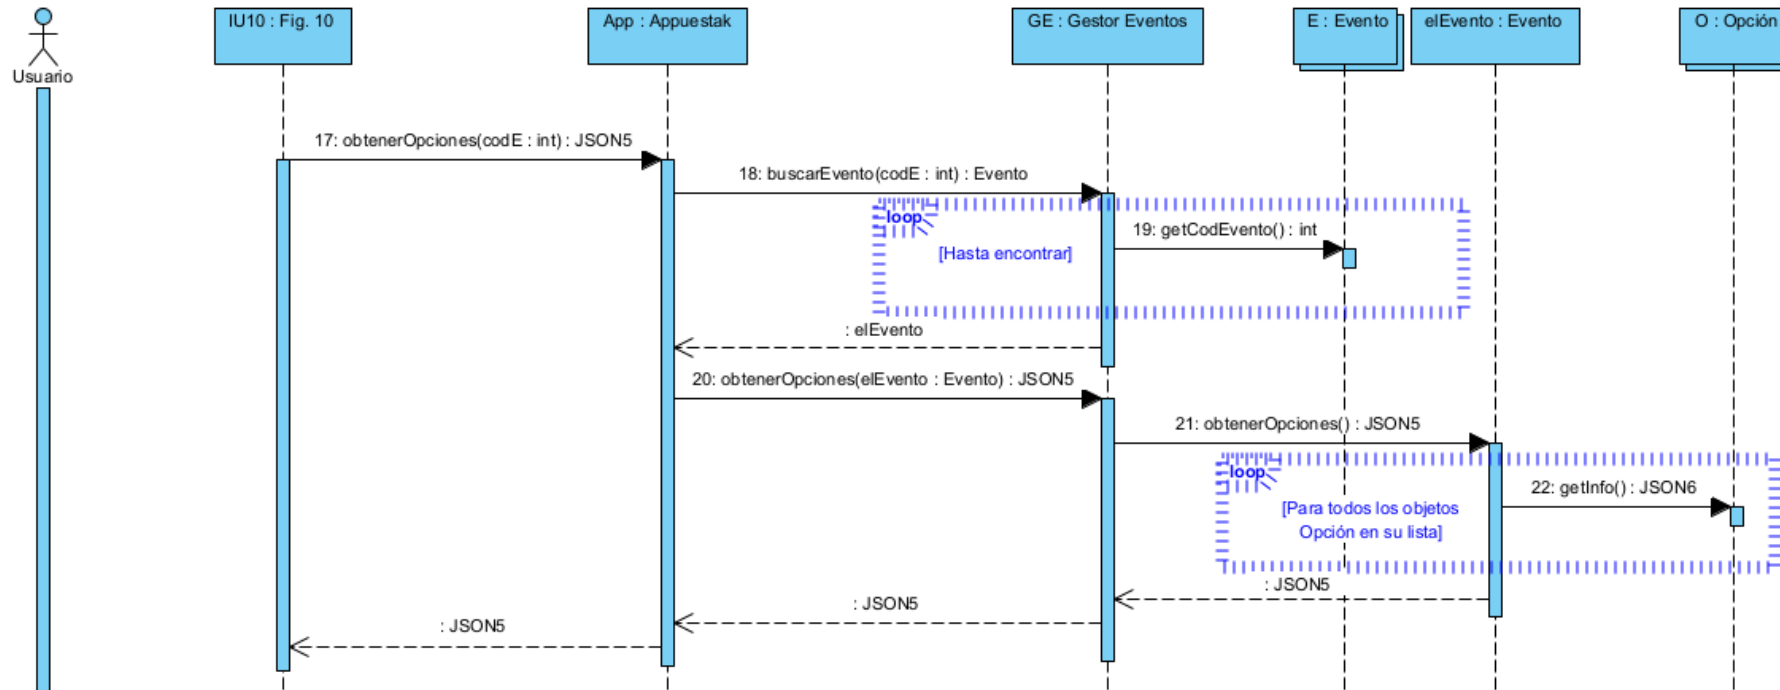 Usuario
IU10 : Fig. 10
App : Appuestak
GE : Gestor Eventos
E : Evento
elEvento : Evento
O : Opción
17: obtenerOpciones(codE : int) : JSON5
18: buscarEvento(codE : int) : Evento
loop
19: getCodEvento() : int
[Hasta encontrar]
: elEvento
20: obtenerOpciones(elEvento : Evento) : JSON5
21: obtenerOpciones() : JSON5
loop
22: getInfo() : JSON6
[Para todos los objetos
Opción en su lista]
: JSON5
: JSON5
: JSON5